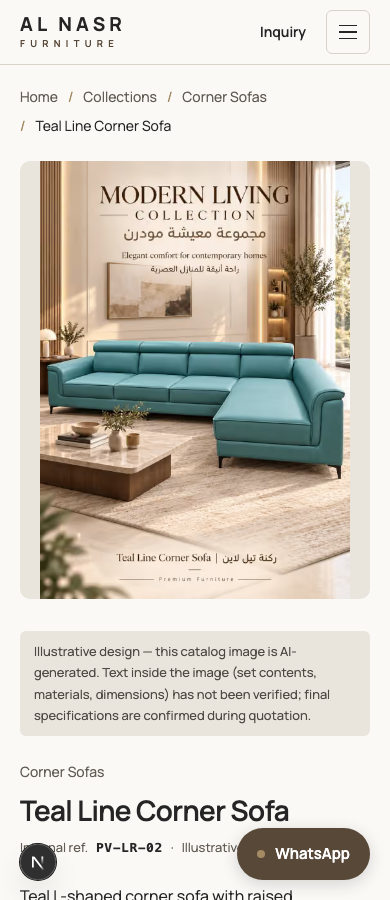 AL NASR
FURNITURE
Inquiry
Home / Collections / Corner Sofas
/ Teal Line Corner Sofa
MODERN LIVING
COLLECTION
مجموعة معيشة مودرن
Elegant comfort for contemporary homes
راحة أنيقة للمنازل العصرية
Teal Line Corner Sofa | ركنة تيل لاين
Premium Furniture
Illustrative design — this catalog image is AI-
generated. Text inside the image (set contents,
materials, dimensions) has not been verified; final
specifications are confirmed during quotation.
Corner Sofas
Teal Line Corner Sofa
ref. PV-LR-02 · Illustrative
WhatsApp
N
Teal L-shaped corner sofa with raised